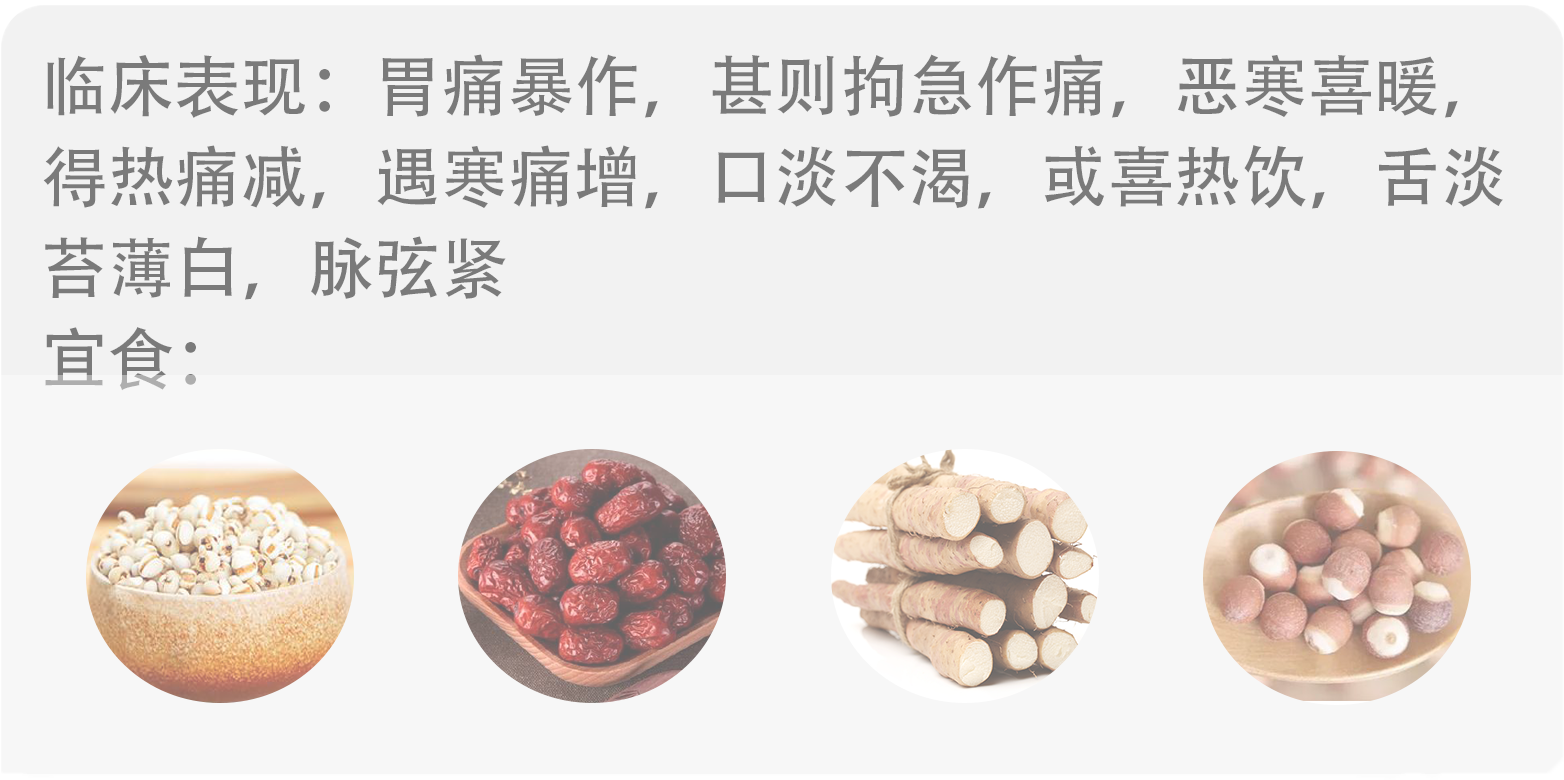 临床表现：胃痛暴作，甚则拘急作痛，恶寒喜暖，
得热痛减，遇寒痛增，口淡不渴，或喜热饮，舌淡
苔薄白，脉弦紧
宜食：